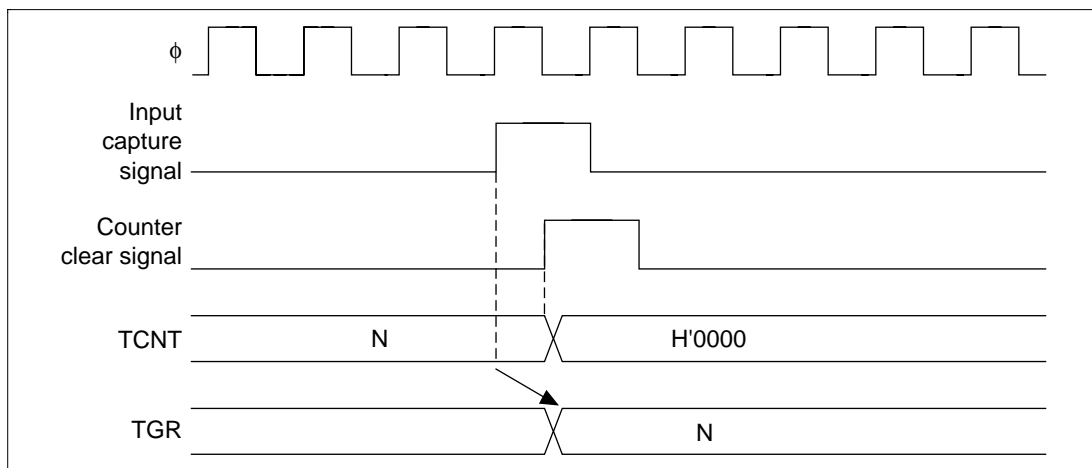 ϕ
Input
capture
signal
Counter
clear signal
TCNT
N
H'0000
TGR
N